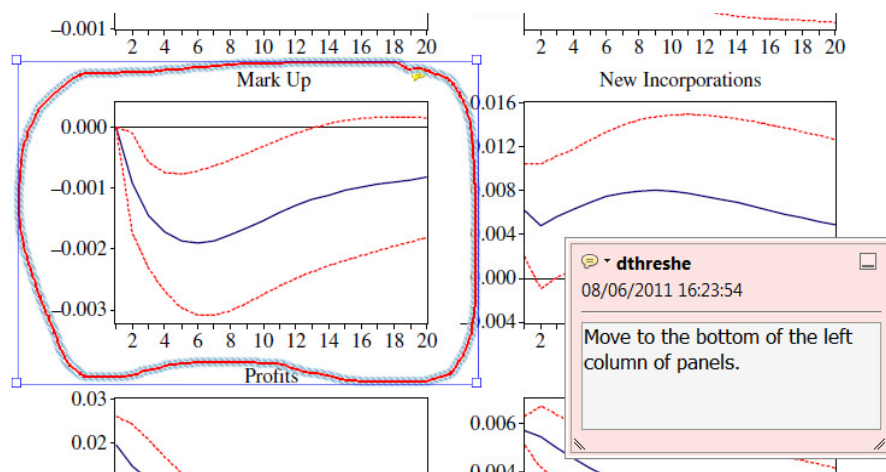 –0.001
2 4 6 8 10 12 14 16 18 20
2 4 6 8 10 12 14 16 18 20
Mark Up
0.000
–0.001
–0.002
–0.003
2 4 6 8 10 12 14 16 18 20
New Incorporations
0.016
0.012
0.008
0.004
0.000
0.004
2
dthreshe
08/06/2011 16:23:54
Move to the bottom of the left
column of panels.
Profits
0.03
0.02
0.006
0.004